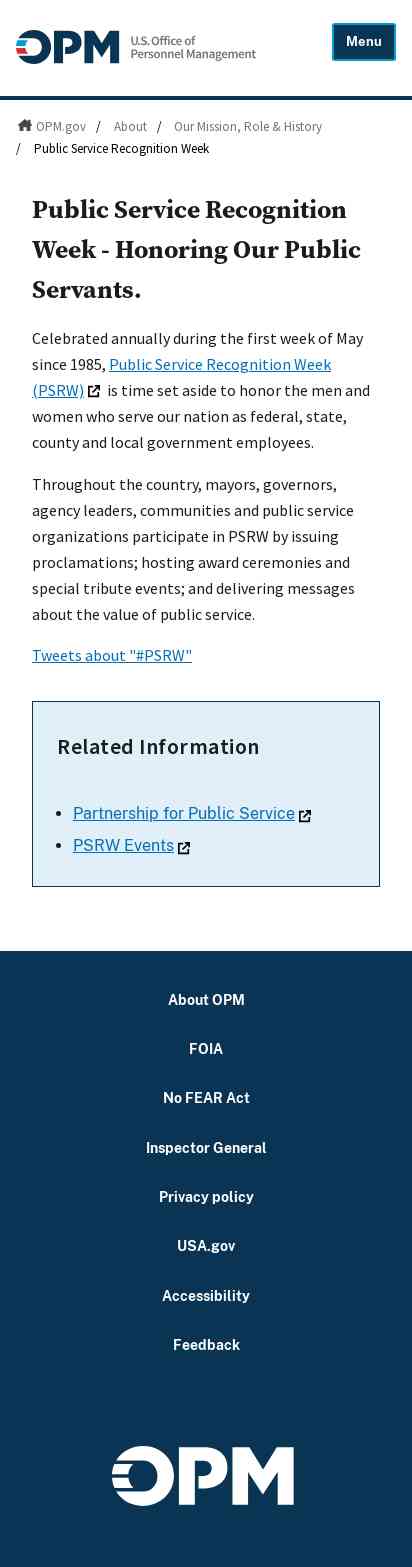 OPM U.S. Office of
Personnel Management
Menu
OPM.gov / About / Our Mission, Role & History
/ Public Service Recognition Week
Public Service Recognition
Week - Honoring Our Public
Servants.
Celebrated annually during the first week of May
since 1985, Public Service Recognition Week
(PSRW) is time set aside to honor the men and
women who serve our nation as federal, state,
county and local government employees.
Throughout the country, mayors, governors,
agency leaders, communities and public service
organizations participate in PSRW by issuing
proclamations; hosting award ceremonies and
special tribute events; and delivering messages
about the value of public service.
Tweets about "#PSRW"
Related Information
• Partnership for Public Service
• PSRW Events
About OPM
FOIA
No FEAR Act
Inspector General
Privacy policy
USA.gov
Accessibility
Feedback
OPM